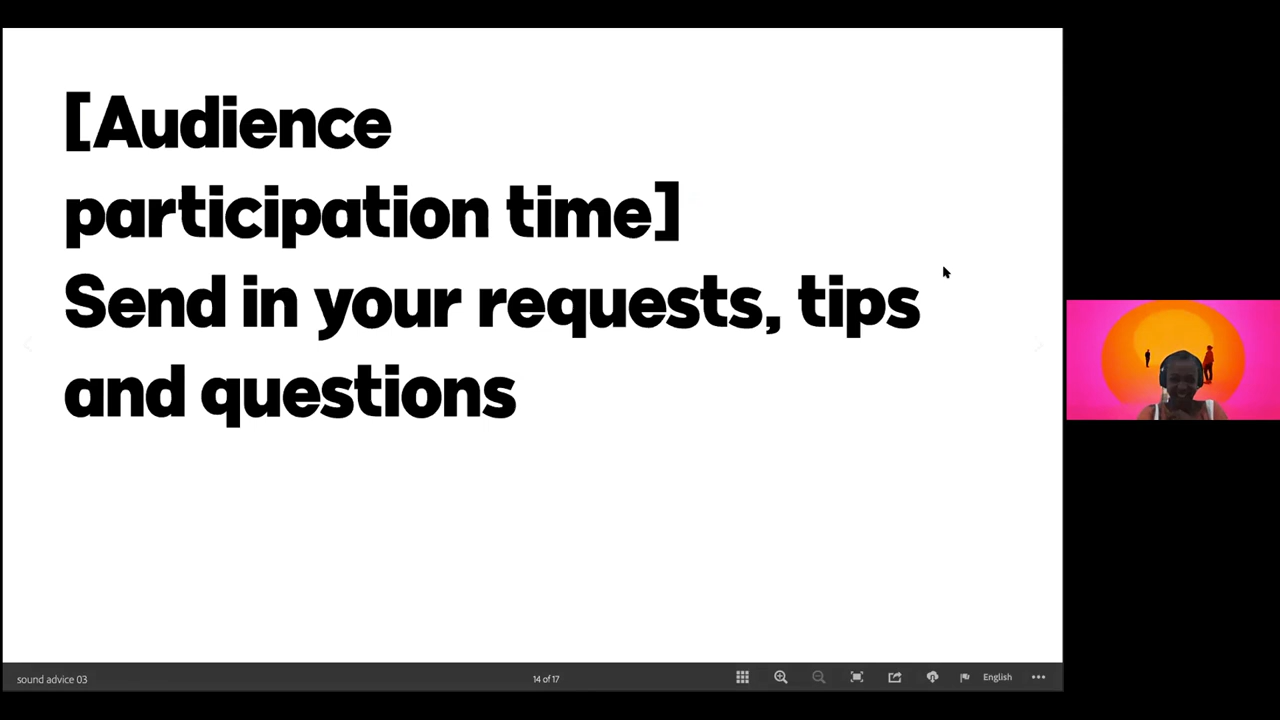 [Audience
participation time]
Send in your requests, tips
and questions
sound advice 03
14 of 17
English